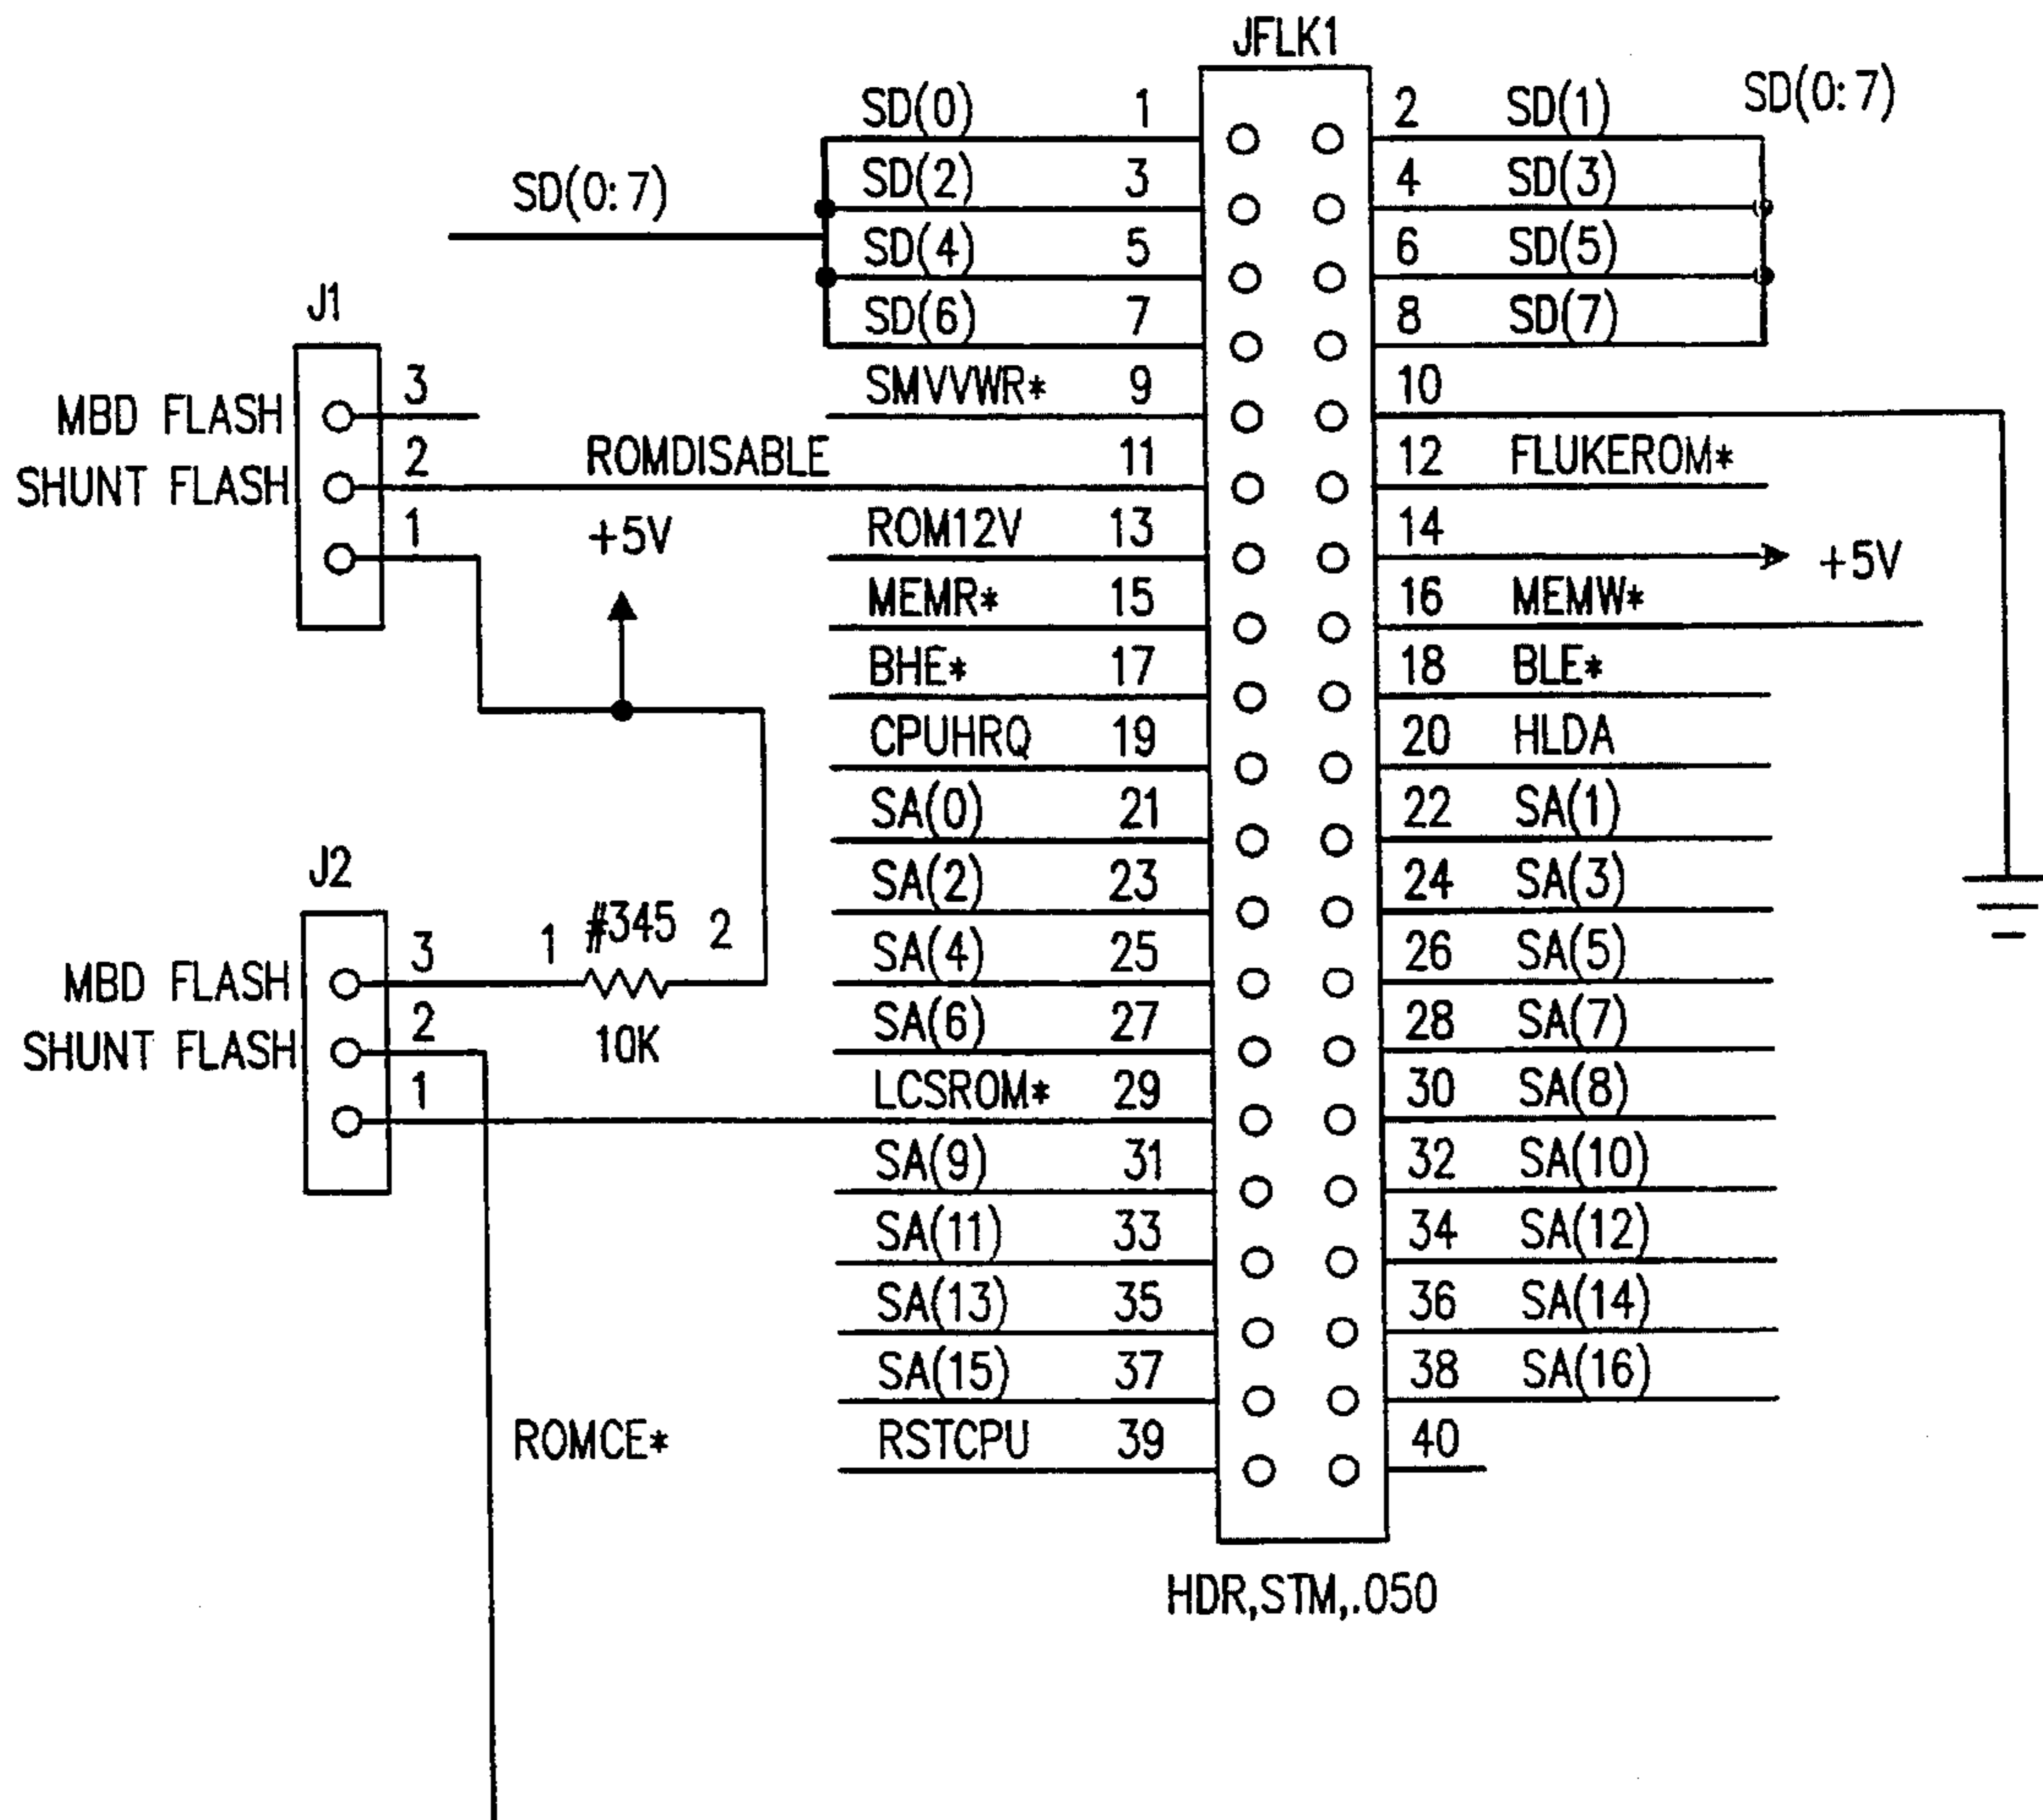 JFLK1
SD(0) 1 2 SD(1) SD(0:7)
SD(0:7) SD(2) 3 4 SD(3)
SD(4) 5 6 SD(5)
J1 SD(6) 7 8 SD(7)
MBD FLASH 3 SMVVWR* 9 10
SHUNT FLASH 2 ROMDISABLE 11 12 FLUKEROM*
1 +5V ROM12V 13 14 +5V
MEMR* 15 16 MEMW*
BHE* 17 18 BLE*
CPUHRQ 19 20 HLDA
SA(0) 21 22 SA(1)
J2 SA(2) 23 24 SA(3)
MBD FLASH 3 1 #345 2 SA(4) 25 26 SA(5)
SHUNT FLASH 2 10K SA(6) 27 28 SA(7)
1 LCSROM* 29 30 SA(8)
SA(9) 31 32 SA(10)
SA(11) 33 34 SA(12)
SA(13) 35 36 SA(14)
SA(15) 37 38 SA(16)
ROMCE* RSTCPU 39 40
HDR,STM,.050